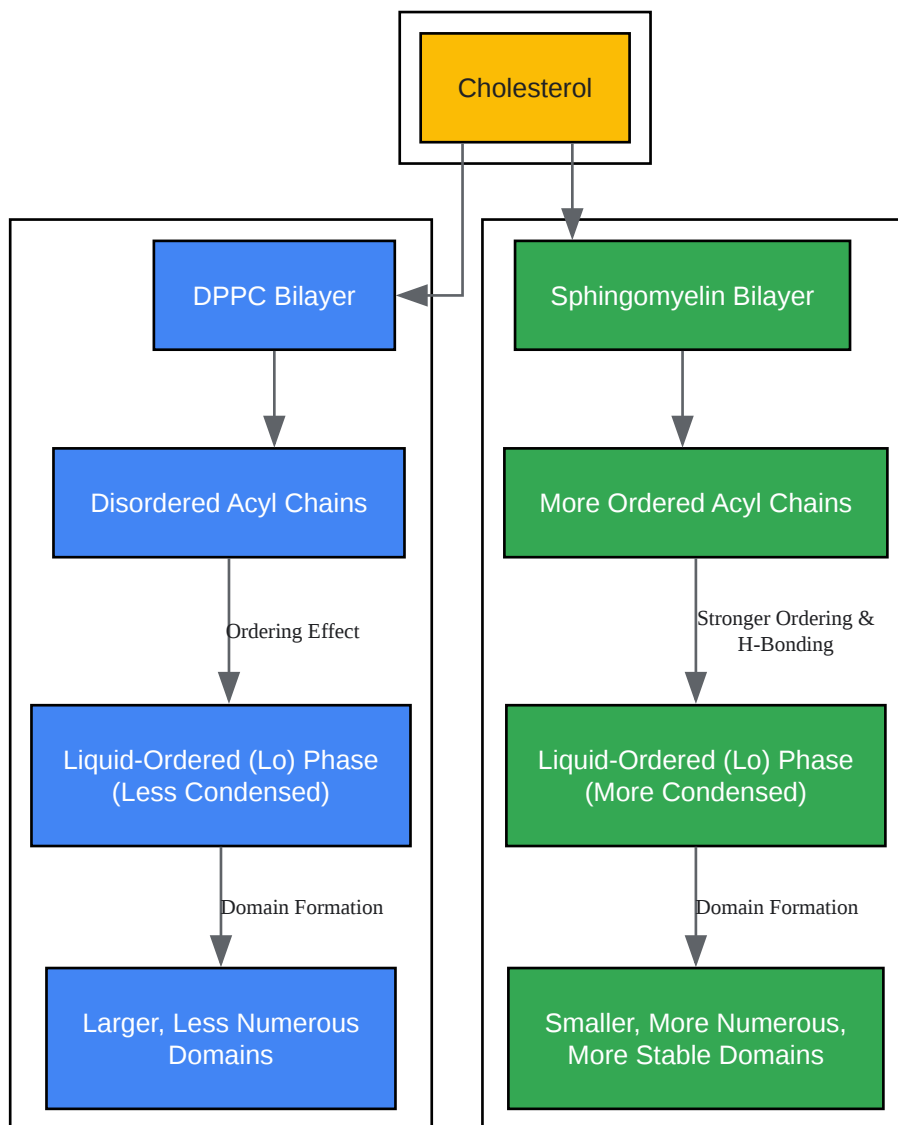 Cholesterol
DPPC Bilayer
Sphingomyelin Bilayer
Disordered Acyl Chains
More Ordered Acyl Chains
Ordering Effect
Stronger Ordering &
H-Bonding
Liquid-Ordered (Lo) Phase
(Less Condensed)
Liquid-Ordered (Lo) Phase
(More Condensed)
Domain Formation
Domain Formation
Larger, Less Numerous
Domains
Smaller, More Numerous,
More Stable Domains